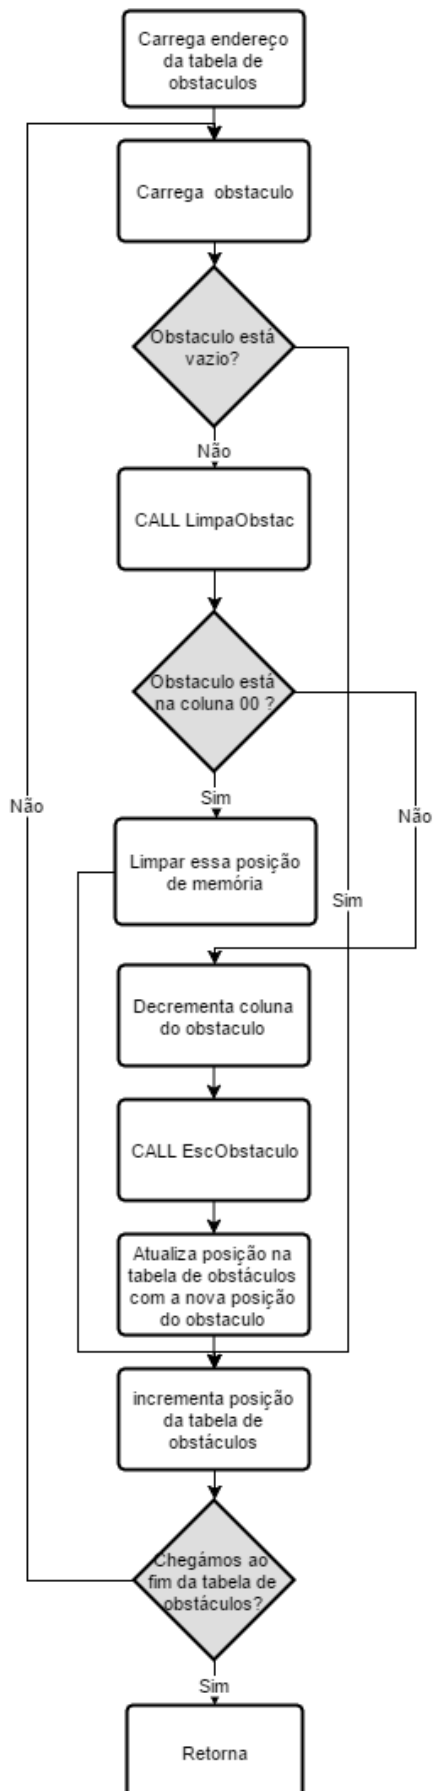 Carrega endereço
da tabela de
obstaculos
Carrega obstaculo
Obstaculo está
vazio?
Não
CALL LimpaObstac
Obstaculo está
na coluna 00 ?
Sim
Não
Não
Limpar essa posição
de memória
Sim
Decrementa coluna
do obstaculo
CALL EscObstaculo
Atualiza posição na
tabela de obstáculos
com a nova posição
do obstaculo
incrementa posição
da tabela de
obstáculos
Chegámos ao
fim da tabela de
obstáculos?
Sim
Retorna